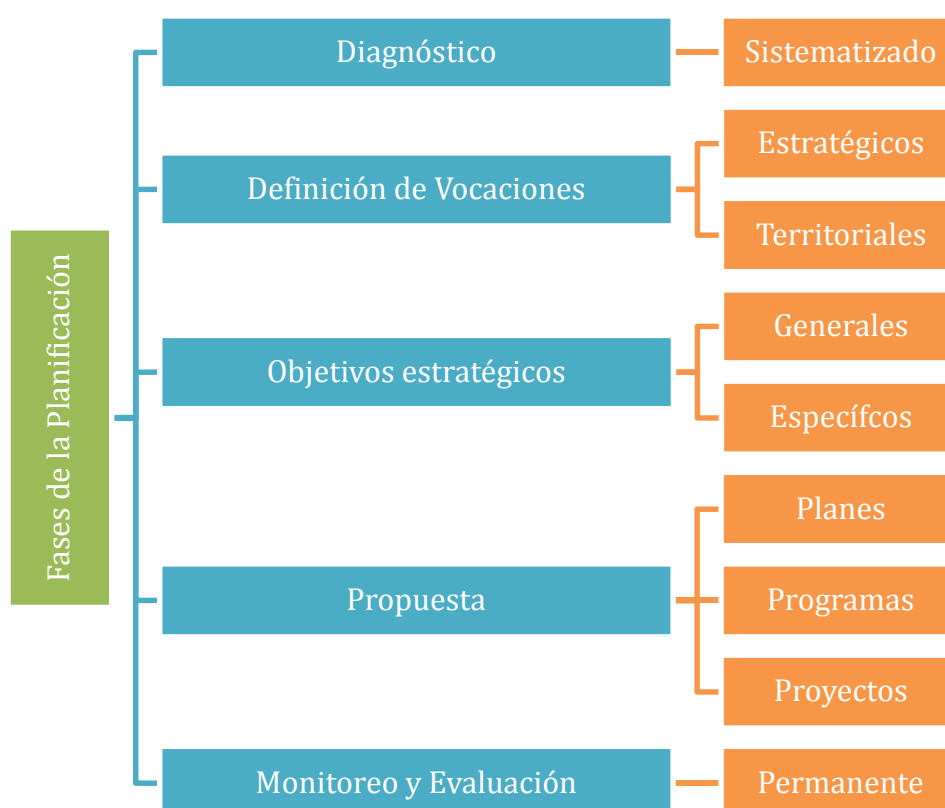 Fases de la Planificación
Diagnóstico
Sistematizado
Definición de Vocaciones
Estratégicos
Territoriales
Objetivos estratégicos
Generales
Específcos
Propuesta
Planes
Programas
Proyectos
Monitoreo y Evaluación
Permanente